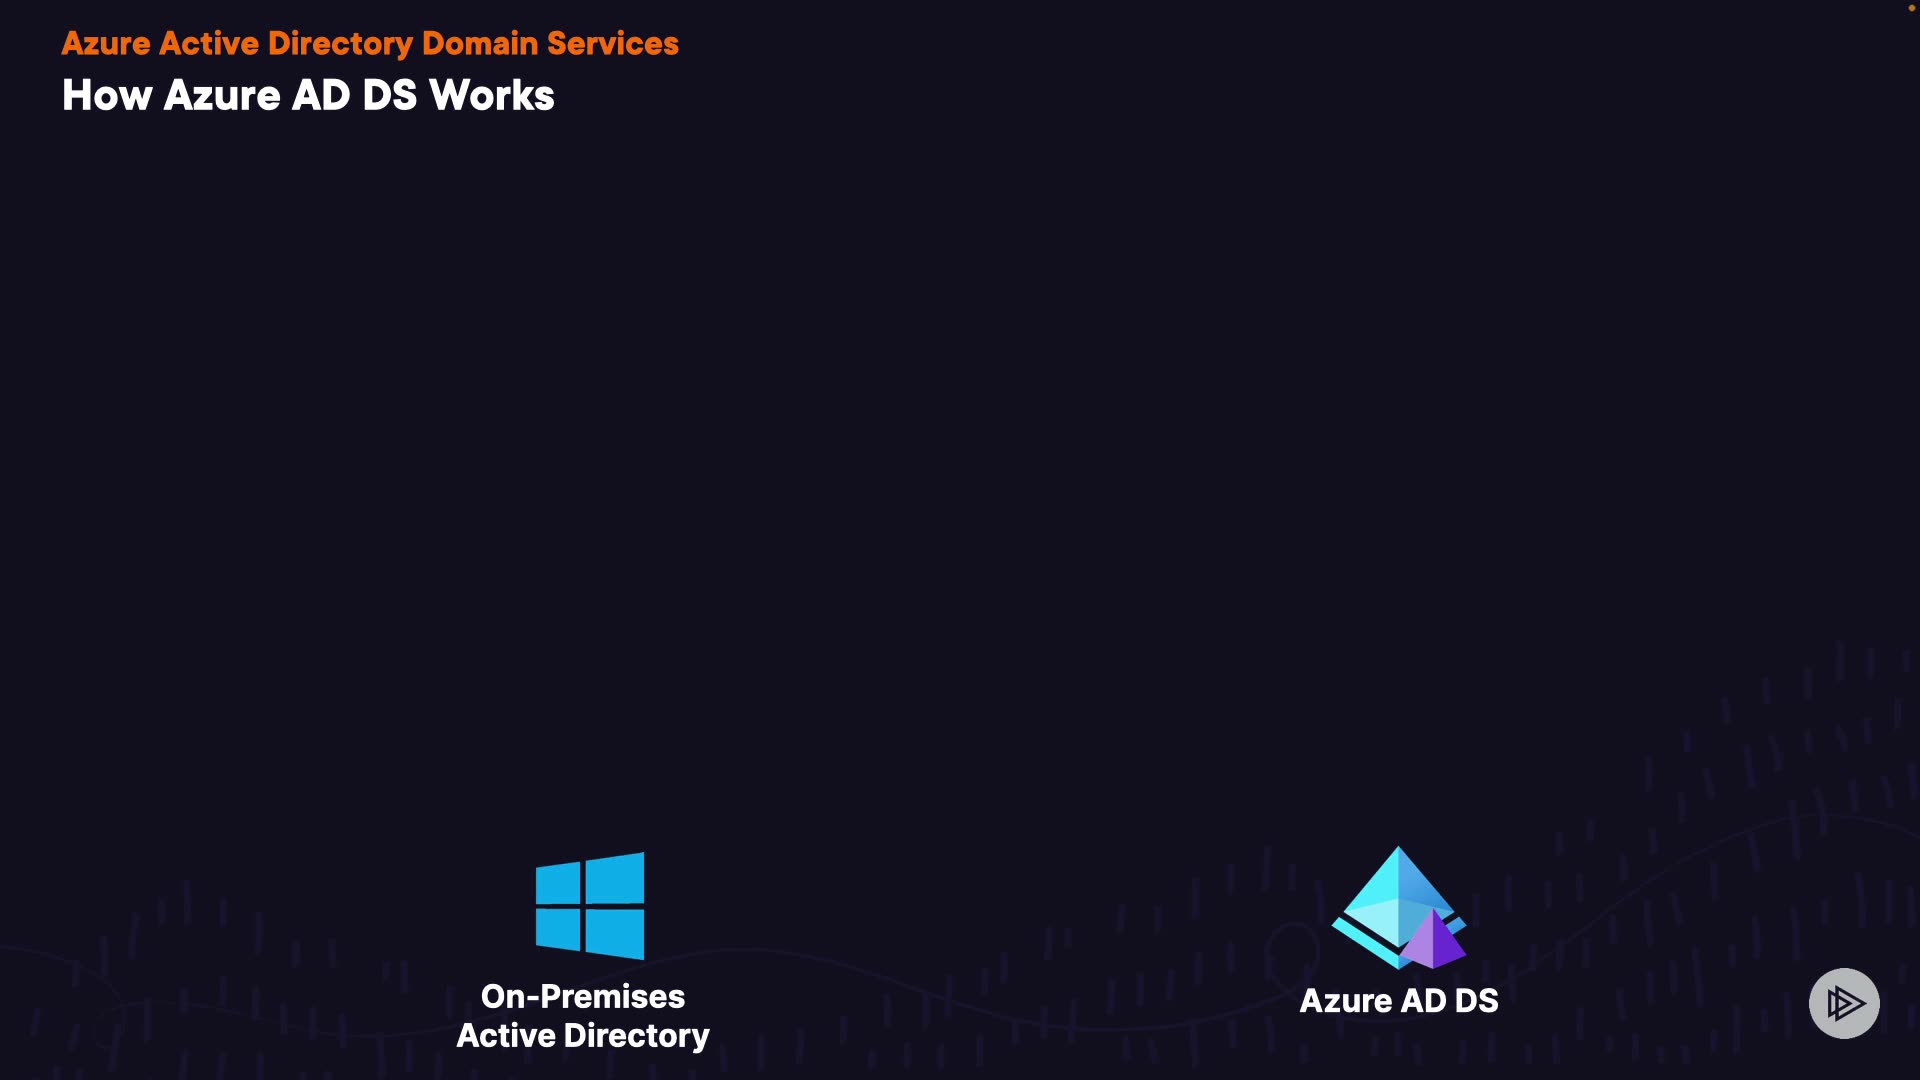 Azure Active Directory Domain Services
How Azure AD DS Works
On-Premises
Active Directory
Azure AD DS